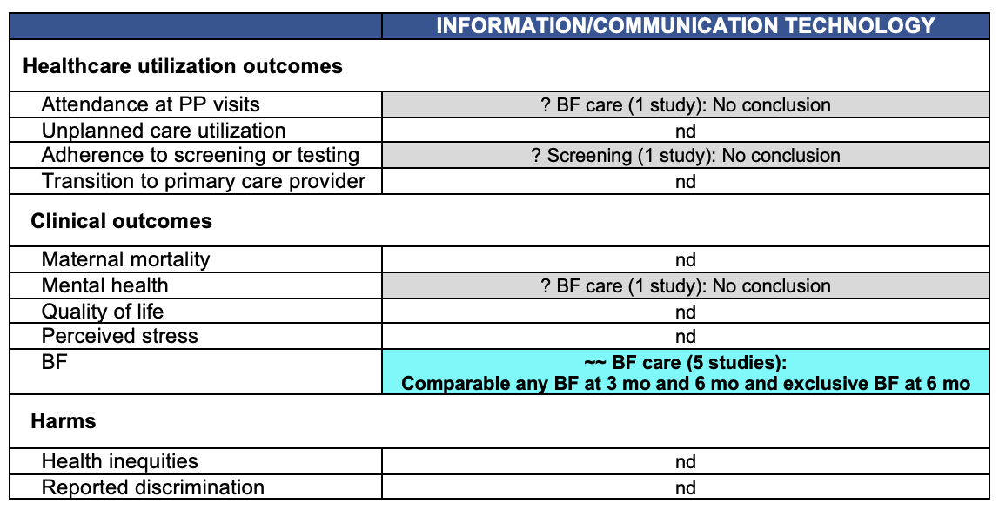 INFORMATION/COMMUNICATION TECHNOLOGY
Healthcare utilization outcomes
Attendance at PP visits ? BF care (1 study): No conclusion
Unplanned care utilization nd
Adherence to screening or testing ? Screening (1 study): No conclusion
Transition to primary care provider nd
Clinical outcomes
Maternal mortality nd
Mental health ? BF care (1 study): No conclusion
Quality of life nd
Perceived stress nd
BF ~~ BF care (5 studies):
Comparable any BF at 3 mo and 6 mo and exclusive BF at 6 mo
Harms
Health inequities nd
Reported discrimination nd